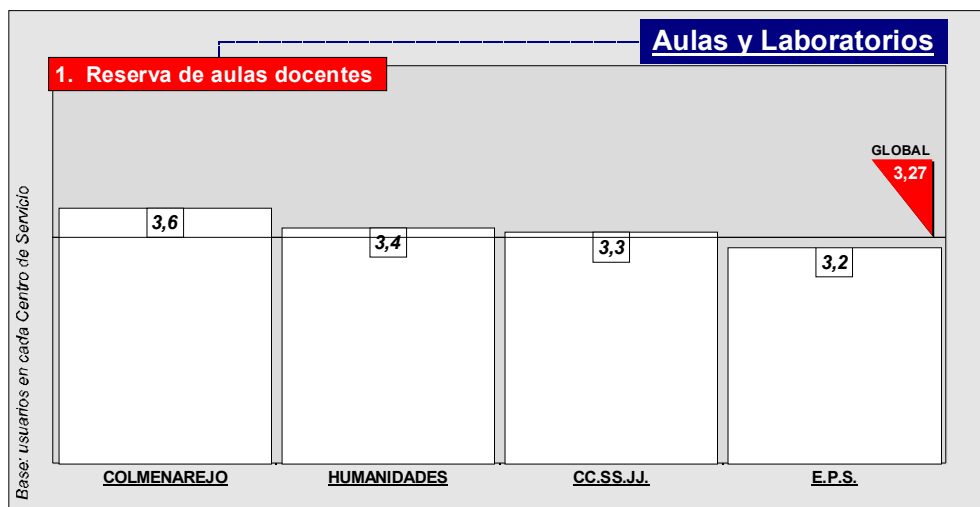 Aulas y Laboratorios
1. Reserva de aulas docentes
GLOBAL
3,27
3,6
3,4
3,3
3,2
Base: usuarios en cada Centro de Servicio
COLMENAREJO
HUMANIDADES
CC.SS.JJ.
E.P.S.